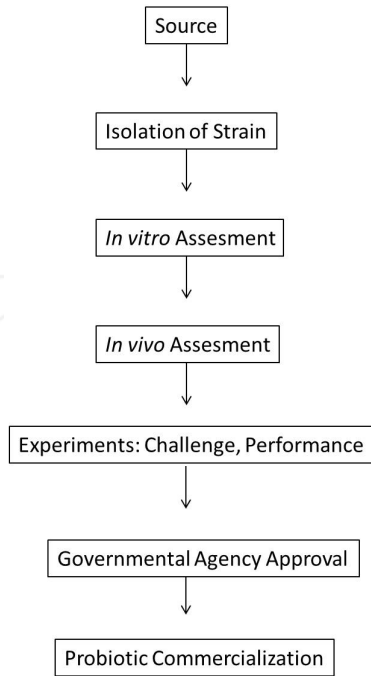 Source
Isolation of Strain
In vitro Assesment
In vivo Assesment
Experiments: Challenge, Performance
Governmental Agency Approval
Probiotic Commercialization